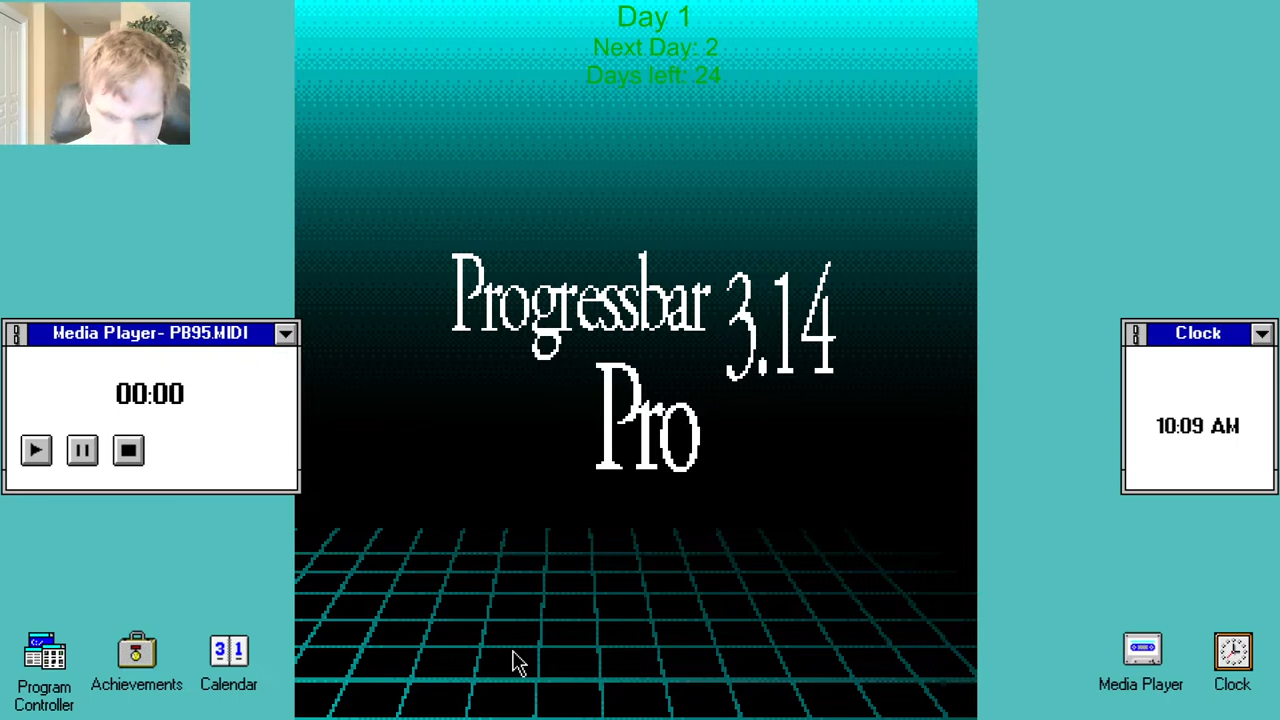 Day 1
Next Day: 2
Days left: 24
Progressbar 3.14
Pro
Media Player- PB95.MIDI
00:00
Clock
10:09 AM
Program
Controller
Achievements
3 1
Calendar
Media Player
Clock